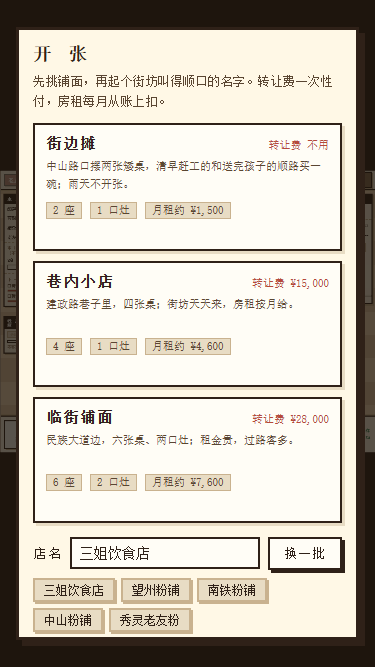 开 张
先挑铺面，再起个街坊叫得顺口的名字。转让费一次性
付，房租每月从账上扣。
街边摊
转让费 不用
中山路口摆两张矮桌，清早赶工的和送完孩子的顺路买一
碗；雨天不开张。
2 座
1 口灶
月租约 ¥1,500
巷内小店
转让费 ¥15,000
建政路巷子里，四张桌；街坊天天来，房租按月给。
4 座
1 口灶
月租约 ¥4,600
临街铺面
转让费 ¥28,000
民族大道边，六张桌、两口灶；租金贵，过路客多。
6 座
2 口灶
月租约 ¥7,600
店名
三姐饮食店
换一批
三姐饮食店
望州粉铺
南铁粉铺
中山粉铺
秀灵老友粉